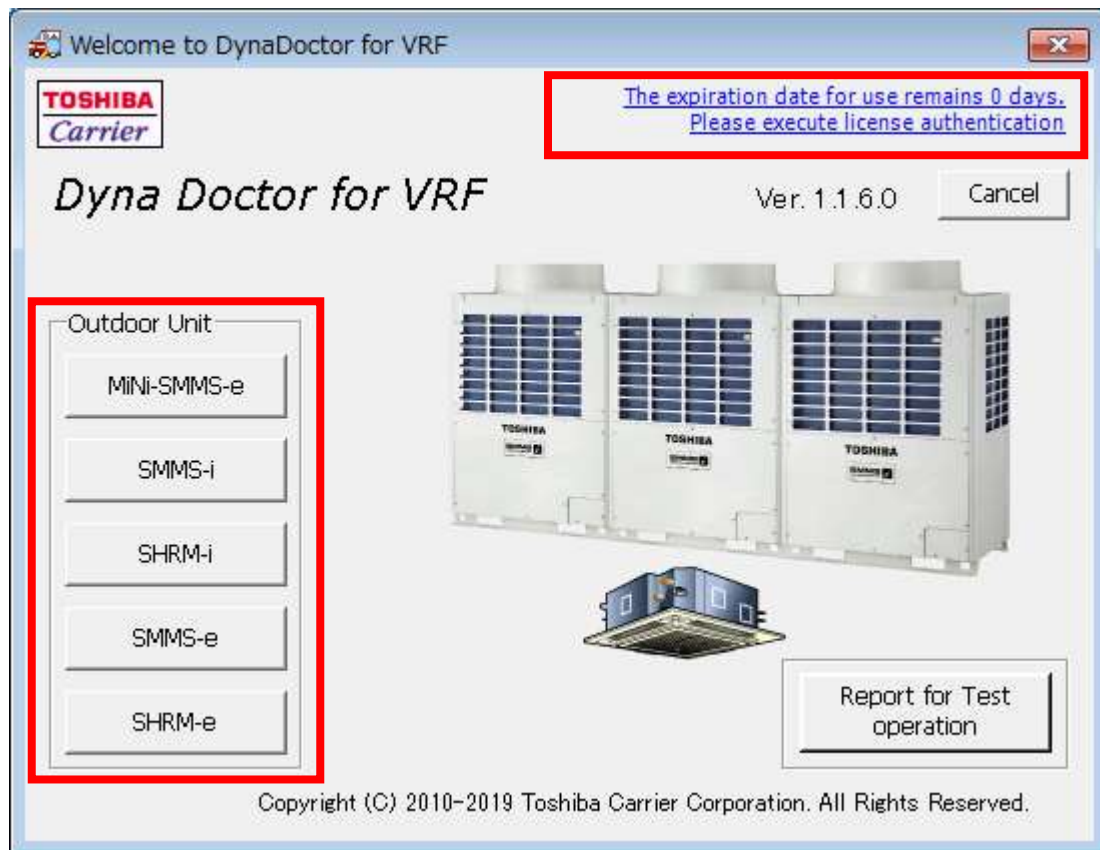 Welcome to DynaDoctor for VRF
TOSHIBA
Carrier
The expiration date for use remains 0 days.
Please execute license authentication
Dyna Doctor for VRF
Ver. 1.1.6.0
Cancel
Outdoor Unit
MiNi-SMMS-e
SMMS-i
SHRM-i
SMMS-e
SHRM-e
TOSHIBA
TOSHIBA
TOSHIBA
Report for Test
operation
Copyright (C) 2010-2019 Toshiba Carrier Corporation. All Rights Reserved.